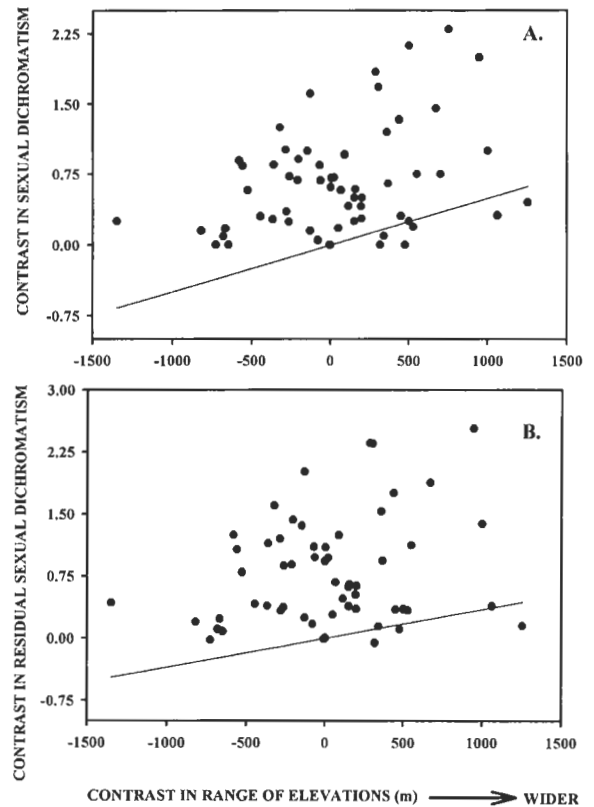 A.
CONTRAST IN SEXUAL DICHROMATISM
2.25
1.50
0.75
0.00
-0.75
-1500 -1000 -500 0 500 1000 1500
B.
CONTRAST IN RESIDUAL SEXUAL DICHROMATISM
3.00
2.25
1.50
0.75
0.00
-0.75
-1500 -1000 -500 0 500 1000 1500
CONTRAST IN RANGE OF ELEVATIONS (m) WIDER